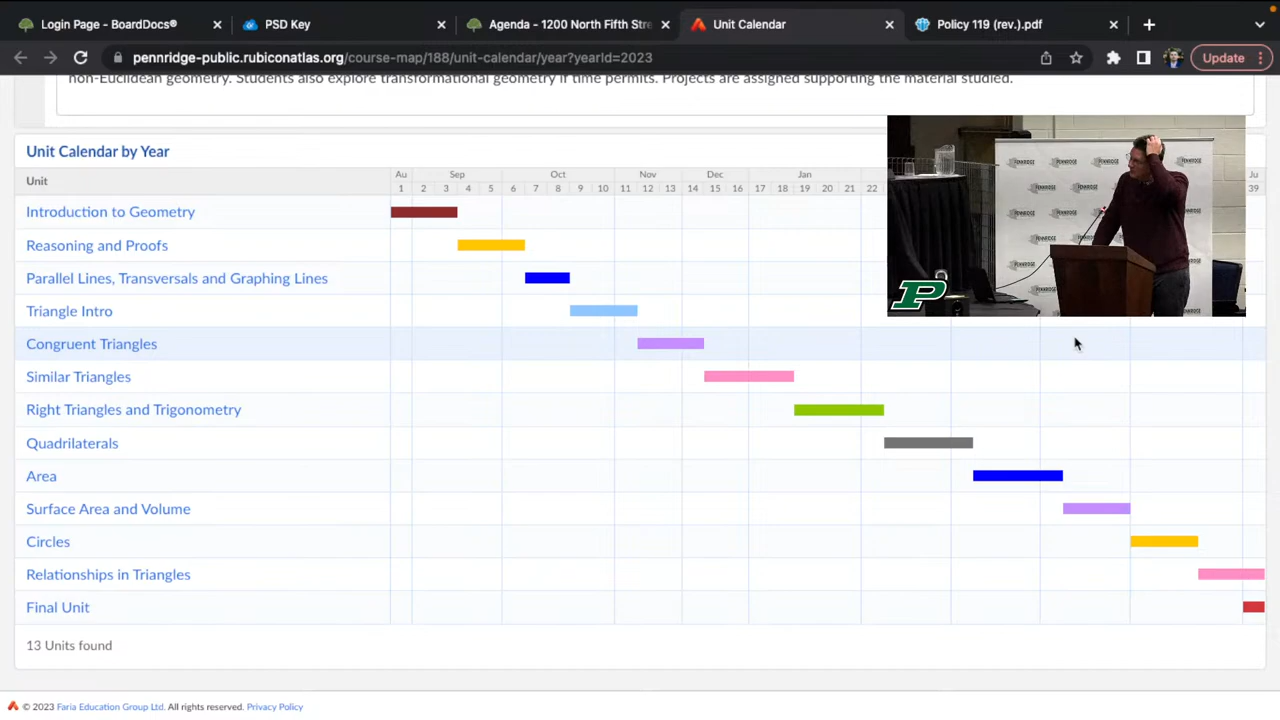 Login Page - BoardDocs®
PSD Key
Agenda - 1200 North Fifth Stre
Unit Calendar
Policy 119 (rev.).pdf
pennridge-public.rubiconatlas.org/course-map/188/unit-calendar/year?yearId=2023
Update
non-Euclidean geometry. Students also explore transformational geometry if time permits. Projects are assigned supporting the material studied.
Unit Calendar by Year
Unit
Au Sep Oct Nov Dec Jan Ju
1 2 3 4 5 6 7 8 9 10 11 12 13 14 15 16 17 18 19 20 21 22 39
Introduction to Geometry
Reasoning and Proofs
Parallel Lines, Transversals and Graphing Lines
Triangle Intro
Congruent Triangles
Similar Triangles
Right Triangles and Trigonometry
Quadrilaterals
Area
Surface Area and Volume
Circles
Relationships in Triangles
Final Unit
13 Units found
© 2023 Faria Education Group Ltd. All rights reserved. Privacy Policy
PENNRIDGE
P